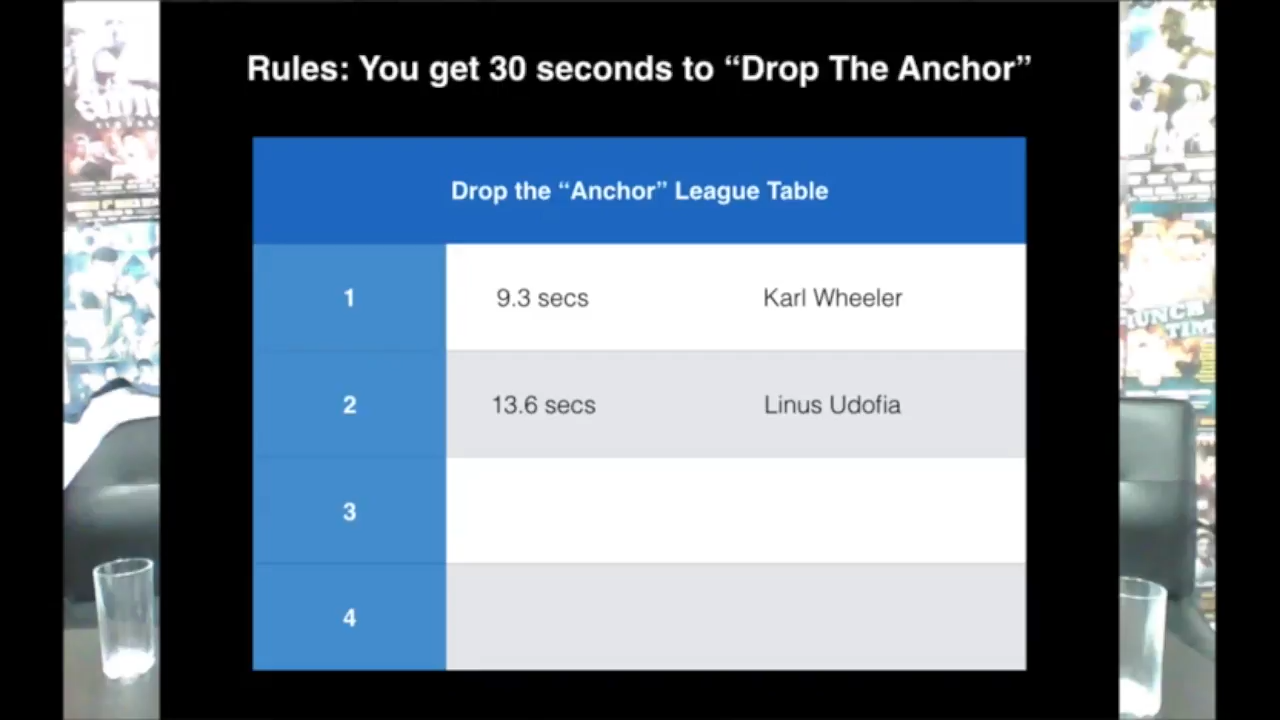 Rules: You get 30 seconds to “Drop The Anchor”
Drop the “Anchor” League Table
1 9.3 secs Karl Wheeler
2 13.6 secs Linus Udofia
3
4